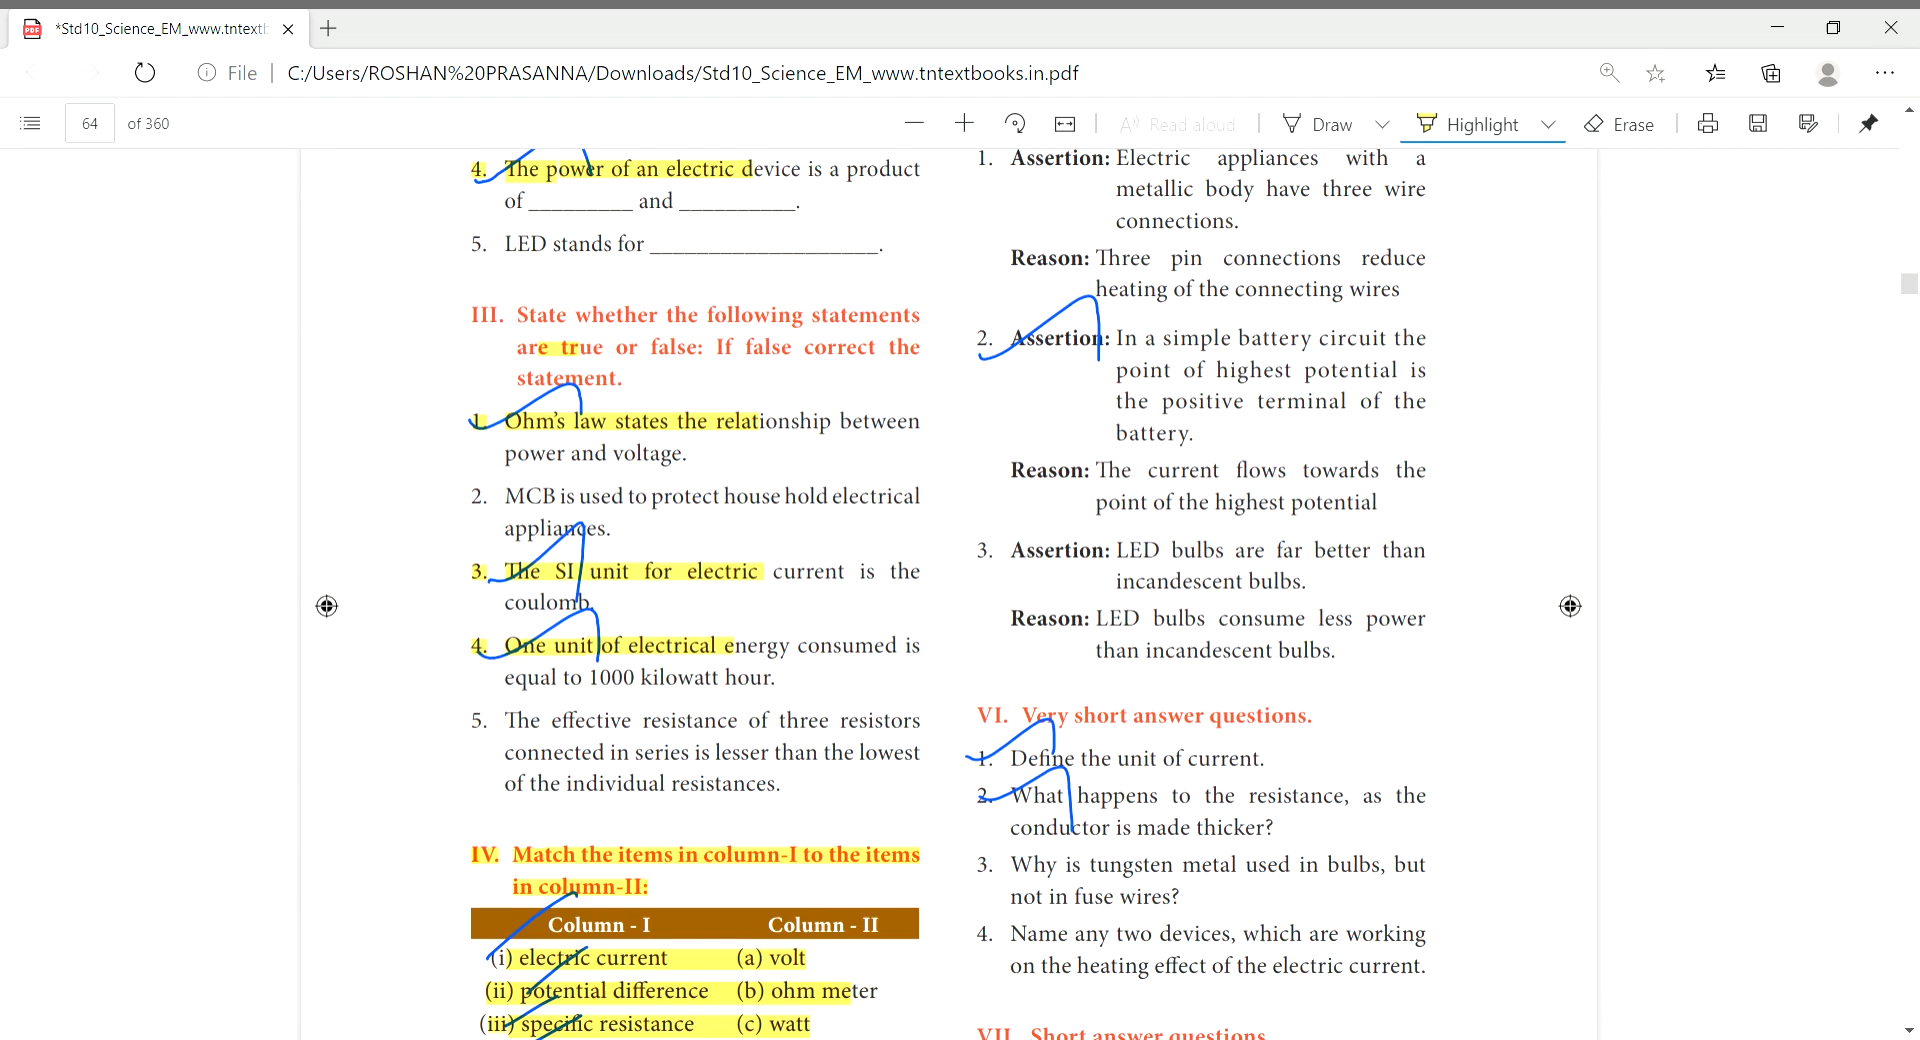 *Std10_Science_EM_www.tntext
File
C:/Users/ROSHAN%20PRASANNA/Downloads/Std10_Science_EM_www.tntextbooks.in.pdf
64 of 360
Read aloud
Draw
Highlight
Erase
4. The power of an electric device is a product
of _________ and __________.
5. LED stands for ___________________.
III. State whether the following statements
are true or false: If false correct the
statement.
1. Ohm’s law states the relationship between
power and voltage.
2. MCB is used to protect house hold electrical
appliances.
3. The SI unit for electric current is the
coulomb.
4. One unit of electrical energy consumed is
equal to 1000 kilowatt hour.
5. The effective resistance of three resistors
connected in series is lesser than the lowest
of the individual resistances.
IV. Match the items in column-I to the items
in column-II:
Column - I Column - II
(i) electric current (a) volt
(ii) potential difference (b) ohm meter
(iii) specific resistance (c) watt
1. Assertion: Electric appliances with a
metallic body have three wire
connections.
Reason: Three pin connections reduce
heating of the connecting wires
2. Assertion: In a simple battery circuit the
point of highest potential is
the positive terminal of the
battery.
Reason: The current flows towards the
point of the highest potential
3. Assertion: LED bulbs are far better than
incandescent bulbs.
Reason: LED bulbs consume less power
than incandescent bulbs.
VI. Very short answer questions.
1. Define the unit of current.
2. What happens to the resistance, as the
conductor is made thicker?
3. Why is tungsten metal used in bulbs, but
not in fuse wires?
4. Name any two devices, which are working
on the heating effect of the electric current.
VII. Short answer questions